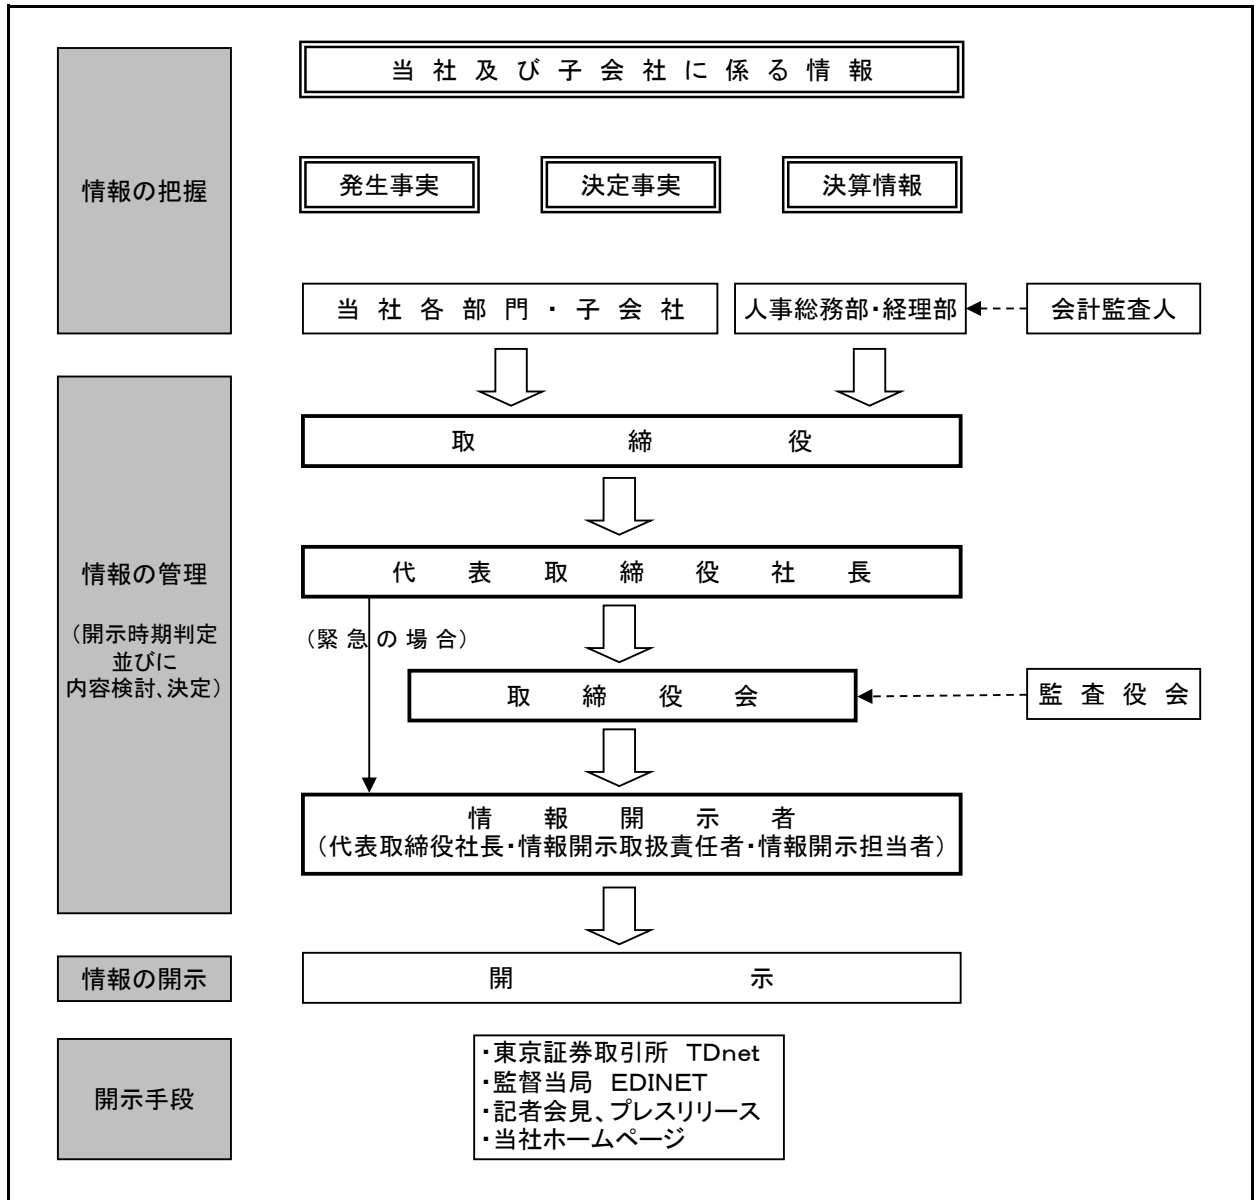 当社及び子会社に係る情報
情報の把握
発生事実
決定事実
決算情報
当社各部門・子会社
人事総務部・経理部
会計監査人
取締役
代表取締役社長
情報の管理
（開示時期判定
並びに
内容検討、決定）
（緊急の場合）
取締役会
監査役会
情報開示者
（代表取締役社長・情報開示取扱責任者・情報開示担当者）
情報の開示
開示
開示手段
・東京証券取引所　TDnet
・監督当局　EDINET
・記者会見、プレスリリース
・当社ホームページ